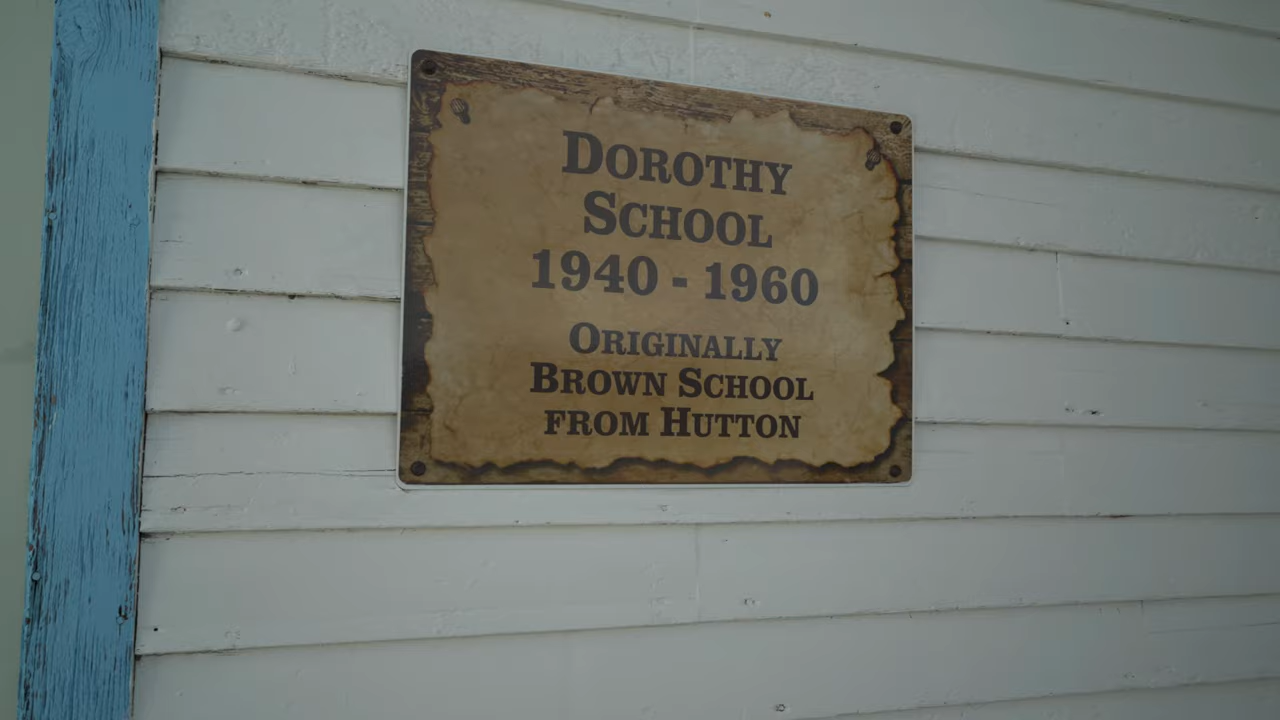 DOROTHY
SCHOOL
1940 - 1960
ORIGINALLY
BROWN SCHOOL
FROM HUTTON